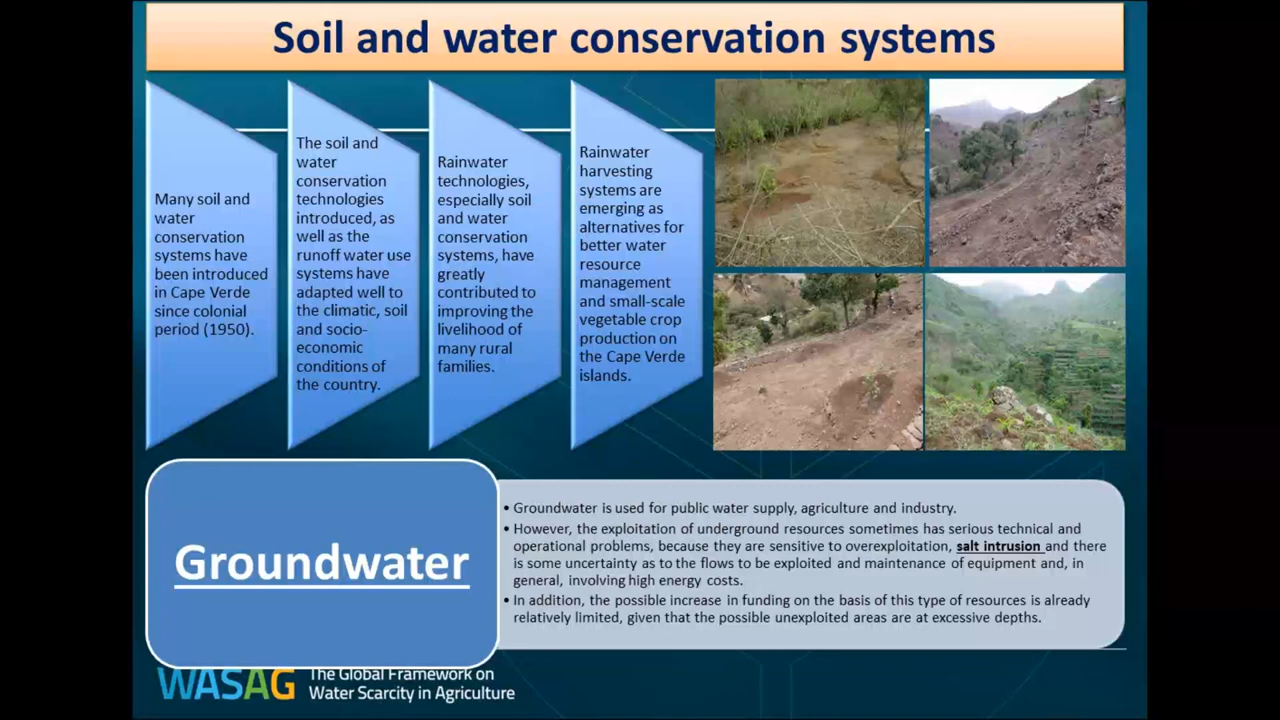 Soil and water conservation systems
Many soil and
water
conservation
systems have
been introduced
in Cape Verde
since colonial
period (1950).
The soil and
water
conservation
technologies
introduced, as
well as the
runoff water use
systems have
adapted well to
the climatic, soil
and socio-
economic
conditions of
the country.
Rainwater
technologies,
especially soil
and water
conservation
systems, have
greatly
contributed to
improving the
livelihood of
many rural
families.
Rainwater
harvesting
systems are
emerging as
alternatives for
better water
resource
management
and small-scale
vegetable crop
production on
the Cape Verde
islands.
Groundwater
• Groundwater is used for public water supply, agriculture and industry.
• However, the exploitation of underground resources sometimes has serious technical and
operational problems, because they are sensitive to overexploitation, salt intrusion and there
is some uncertainty as to the flows to be exploited and maintenance of equipment and, in
general, involving high energy costs.
• In addition, the possible increase in funding on the basis of this type of resources is already
relatively limited, given that the possible unexploited areas are at excessive depths.
WASAG
The Global Framework on
Water Scarcity in Agriculture